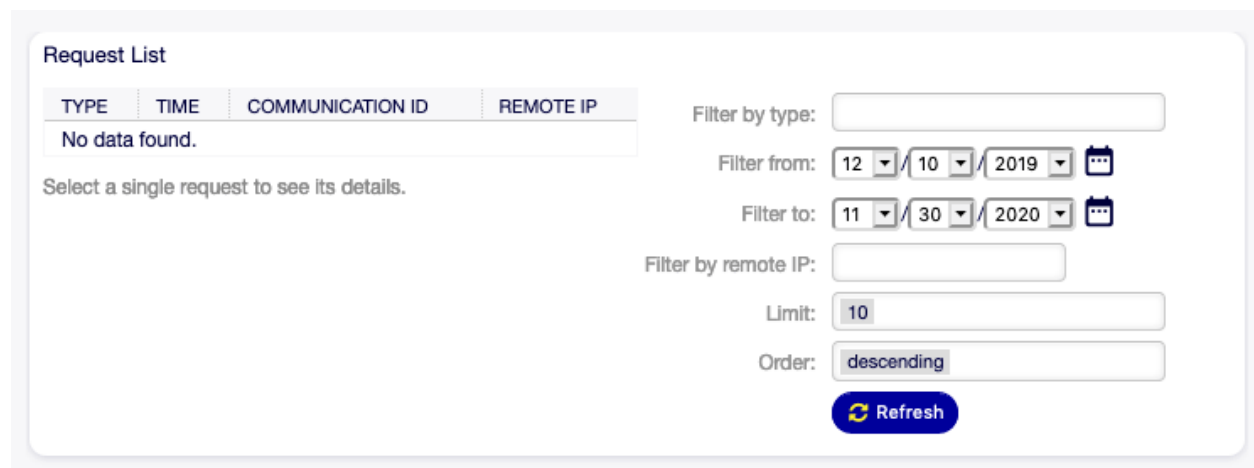 Request List
TYPE TIME COMMUNICATION ID REMOTE IP
No data found.
Select a single request to see its details.
Filter by type:
Filter from: 12 / 10 / 2019
Filter to: 11 / 30 / 2020
Filter by remote IP:
Limit: 10
Order: descending
Refresh